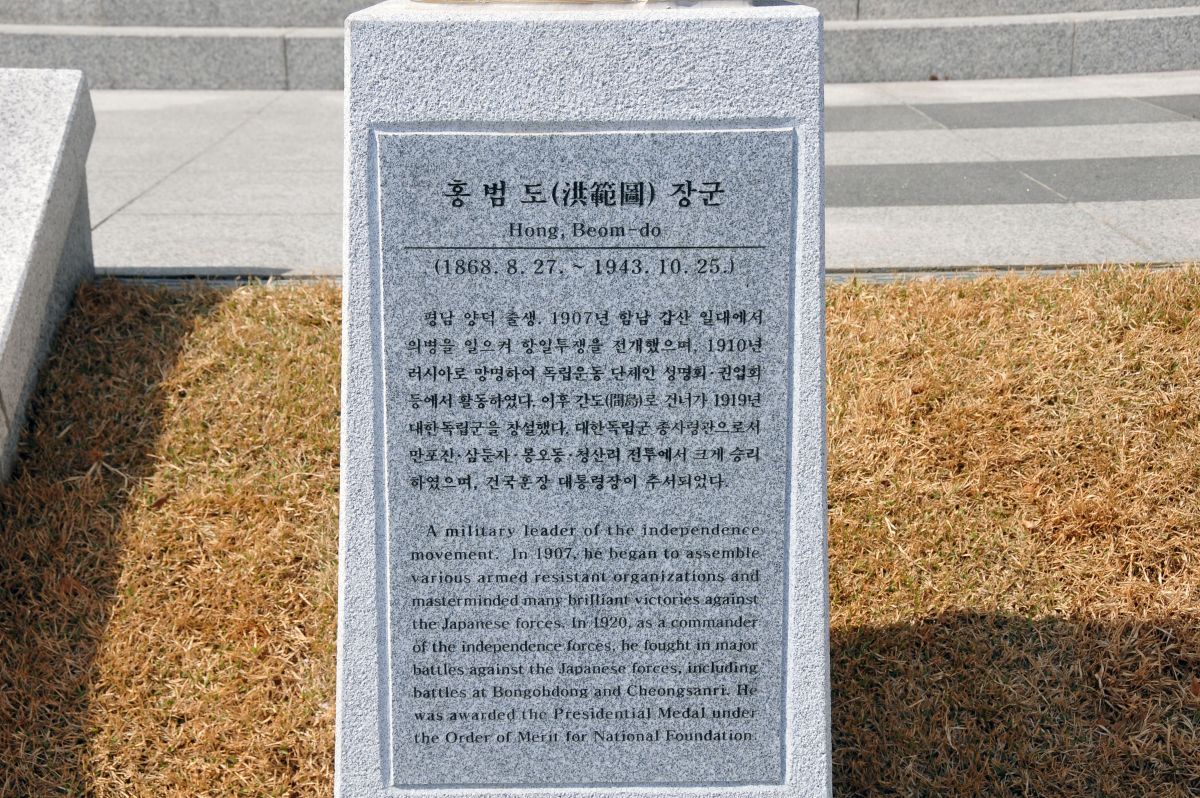 홍 범 도(洪範圖) 장군
Hong, Beom-do
(1868. 8. 27. ~ 1943. 10. 25.)
평남 양덕 출생. 1907년 함남 갑산 일대에서
의병을 일으켜 항일투쟁을 전개했으며, 1910년
러시아로 망명하여 독립운동 단체인 성명회·권업회
등에서 활동하였다. 이후 간도(間島)로 건너가 1919년
대한독립군을 창설했다. 대한독립군 총사령관으로서
만포진·삼둔자·봉오동·청산리 전투에서 크게 승리
하였으며, 건국훈장 대통령장이 추서되었다.
A military leader of the independence
movement. In 1907, he began to assemble
various armed resistant organizations and
masterminded many brilliant victories against
the Japanese forces. In 1920, as a commander
of the independence forces, he fought in major
battles against the Japanese forces, including
battles at Bongohdong and Cheongsanri. He
was awarded the Presidential Medal under
the Order of Merit for National Foundation.